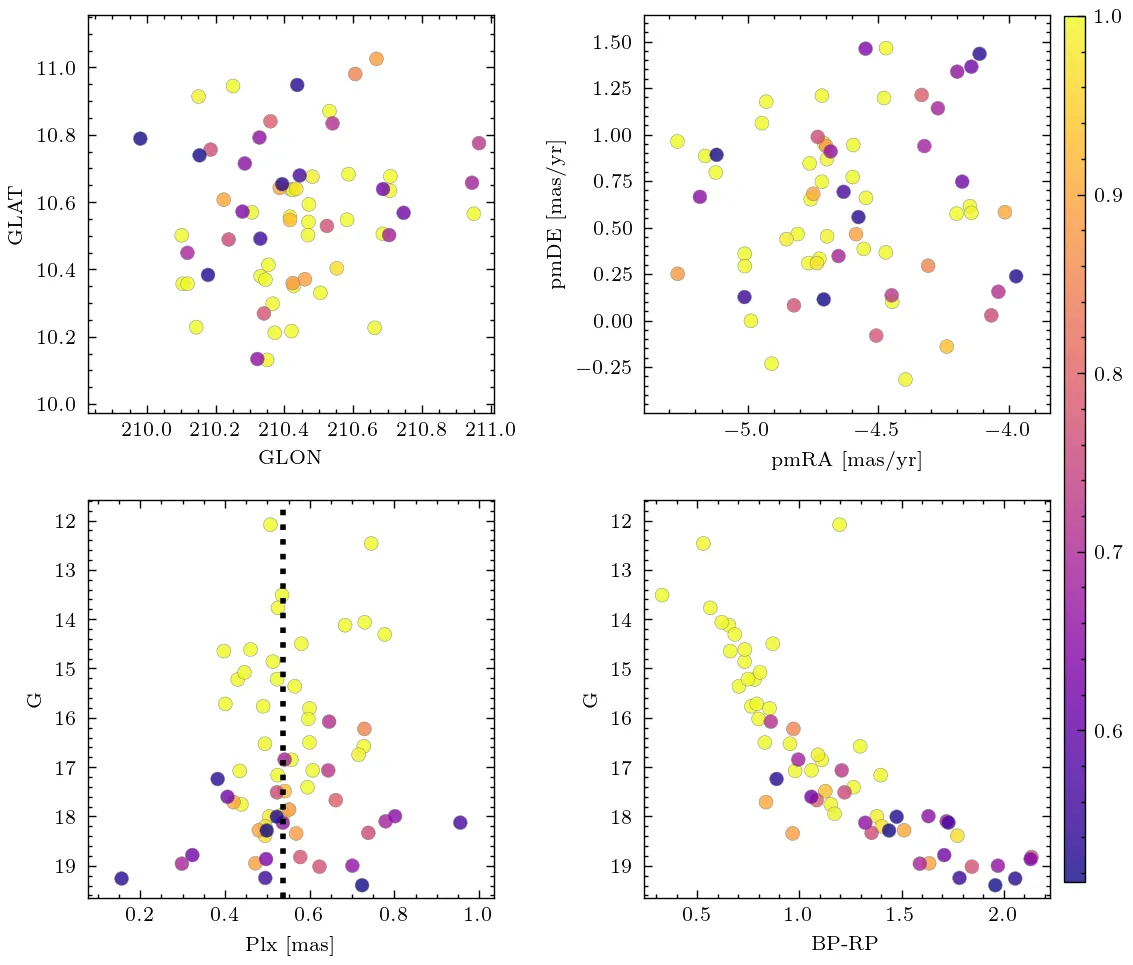 11.0
10.8
10.6
10.4
10.2
10.0
GLAT
210.0 210.2 210.4 210.6 210.8 211.0
GLON
1.50
1.25
1.00
0.75
0.50
0.25
0.00
−0.25
pmDE [mas/yr]
−5.0 −4.5 −4.0
pmRA [mas/yr]
12
13
14
15
16
17
18
19
G
0.2 0.4 0.6 0.8 1.0
Plx [mas]
12
13
14
15
16
17
18
19
G
0.5 1.0 1.5 2.0
BP-RP
1.0
0.9
0.8
0.7
0.6